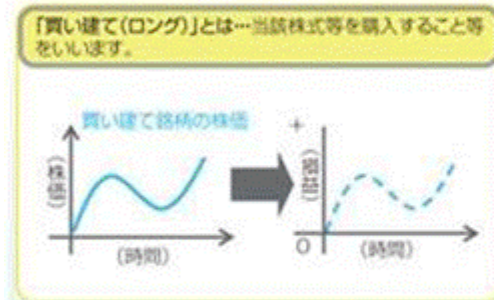 「買い建て(ロング)」とは…当該株式等を購入すること等
をいいます。
買い建て銘柄の株価
(株価)
(時間)
+
(損益)
0
(時間)